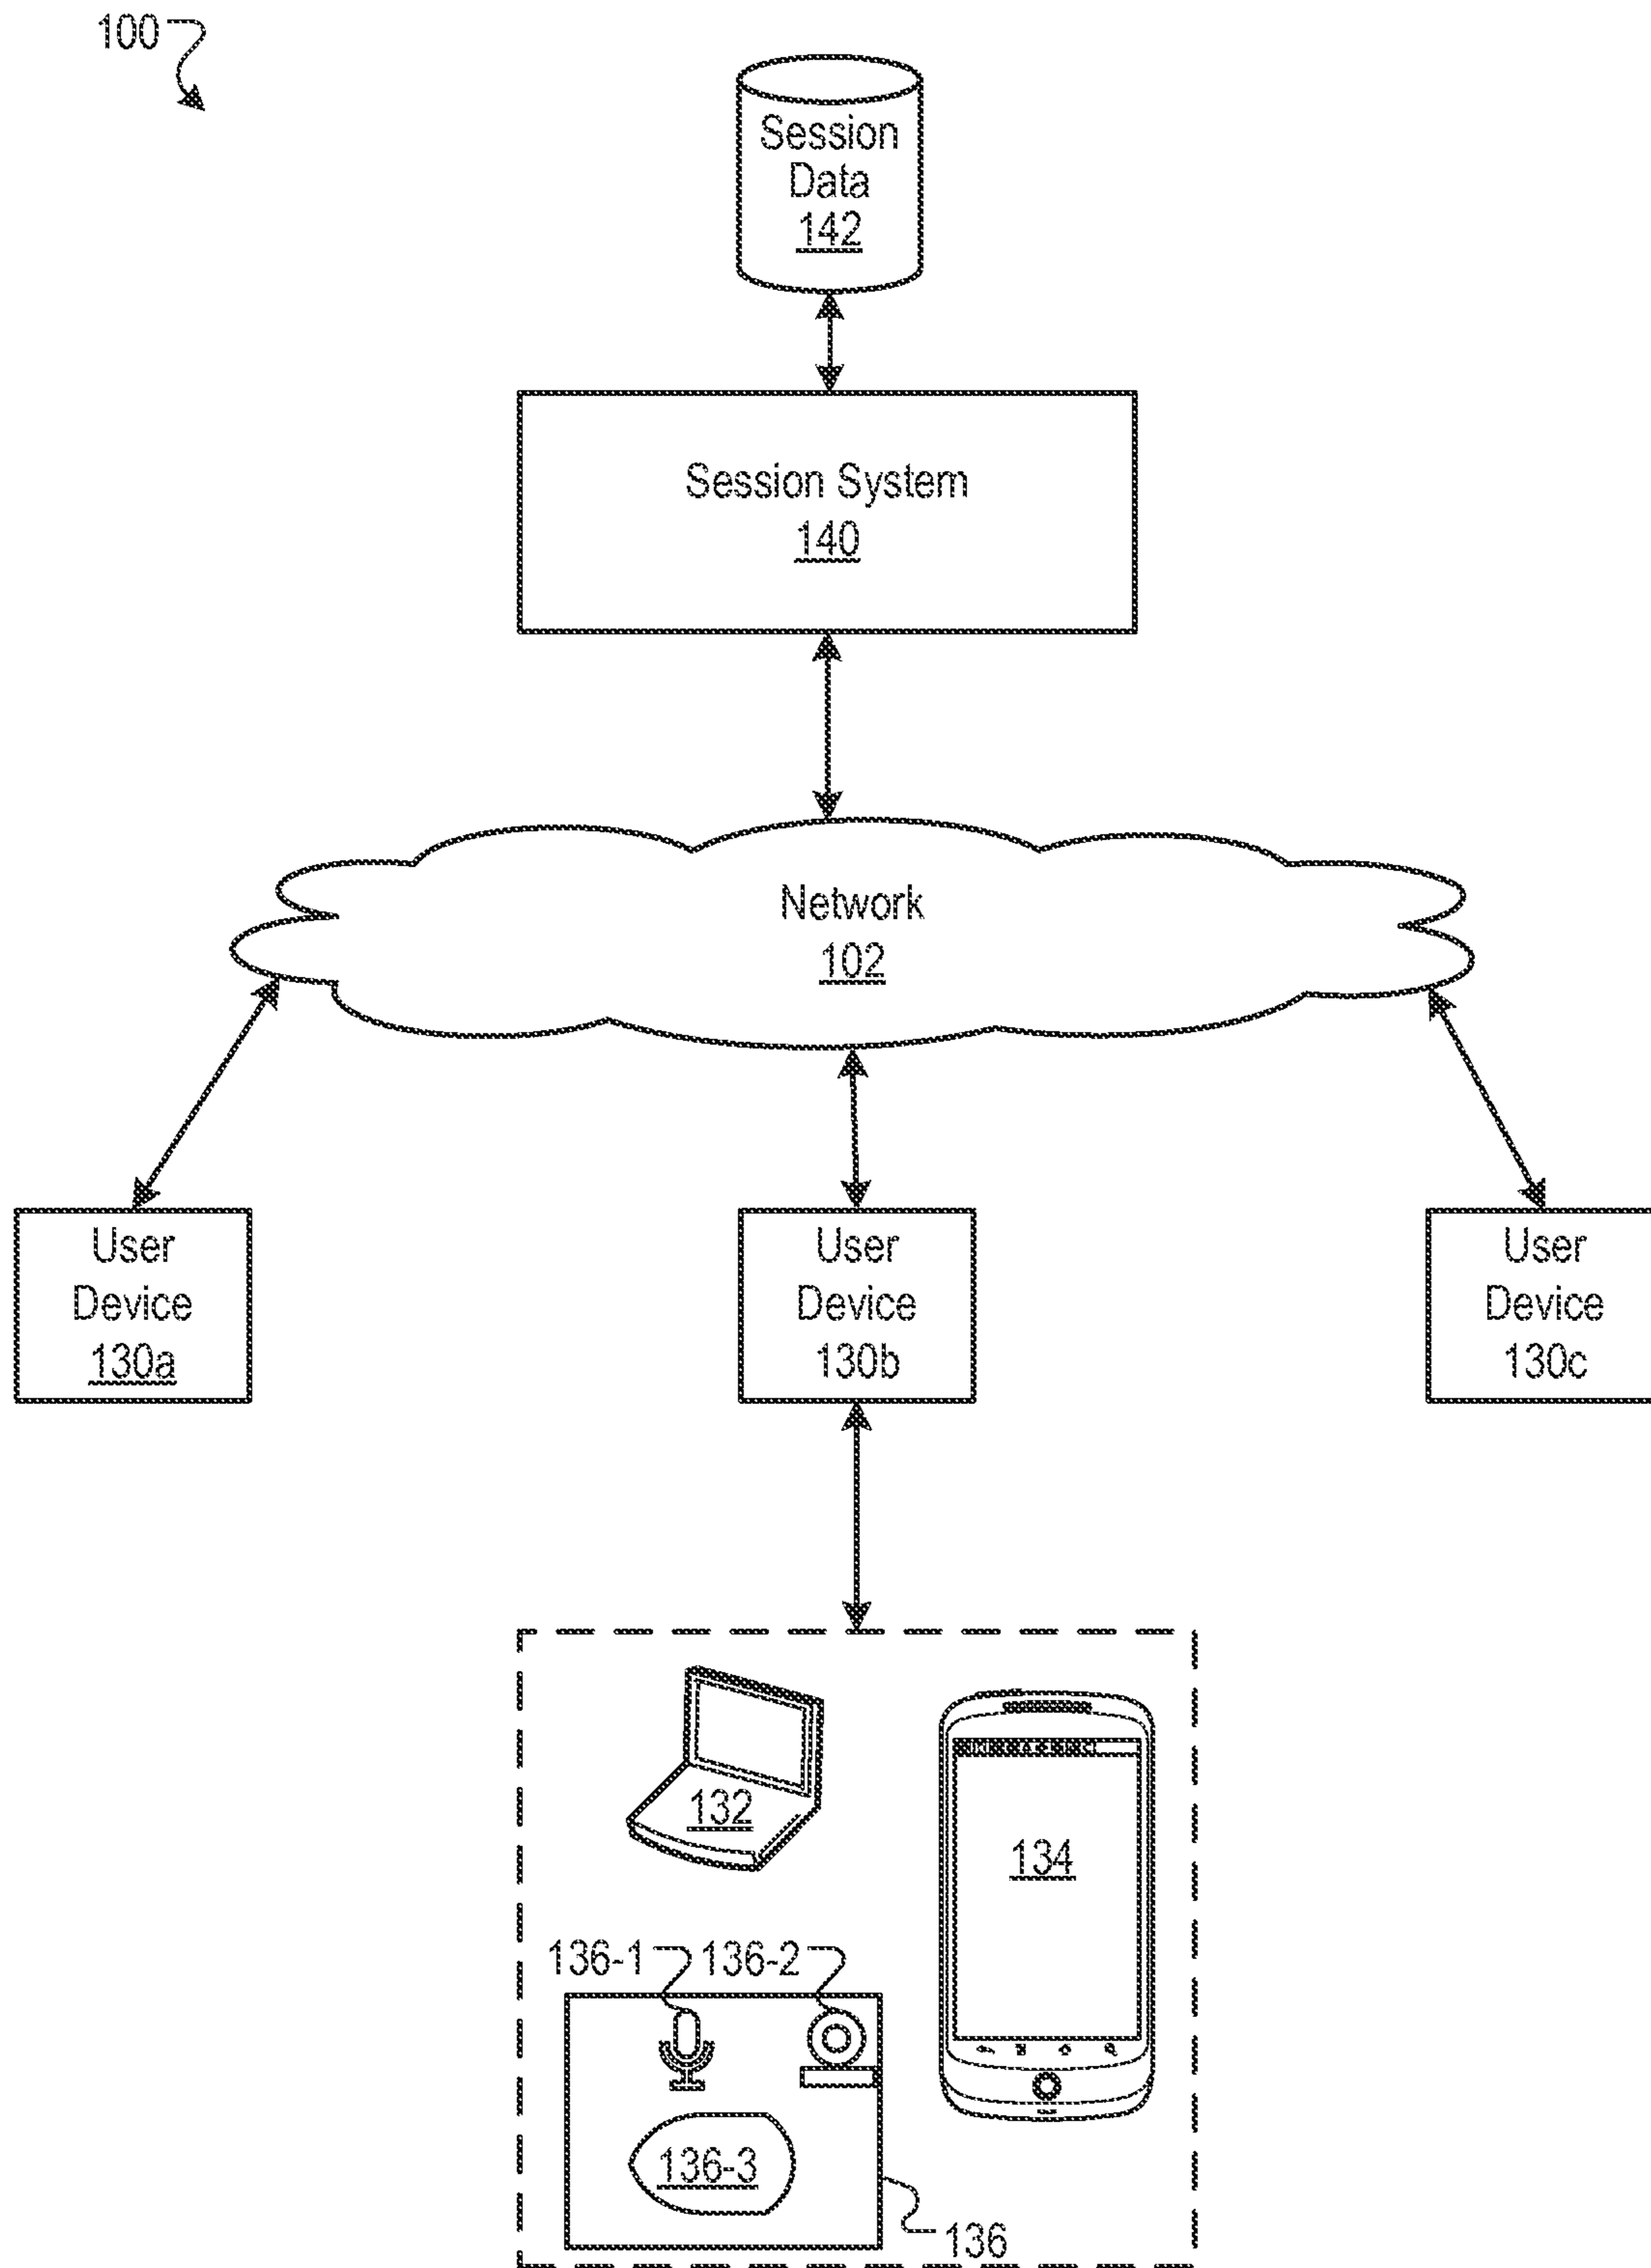 100
Session
Data
142
Session System
140
Network
102
User
Device
130a
User
Device
130b
User
Device
130c
132
134
136-1
136-2
136-3
136